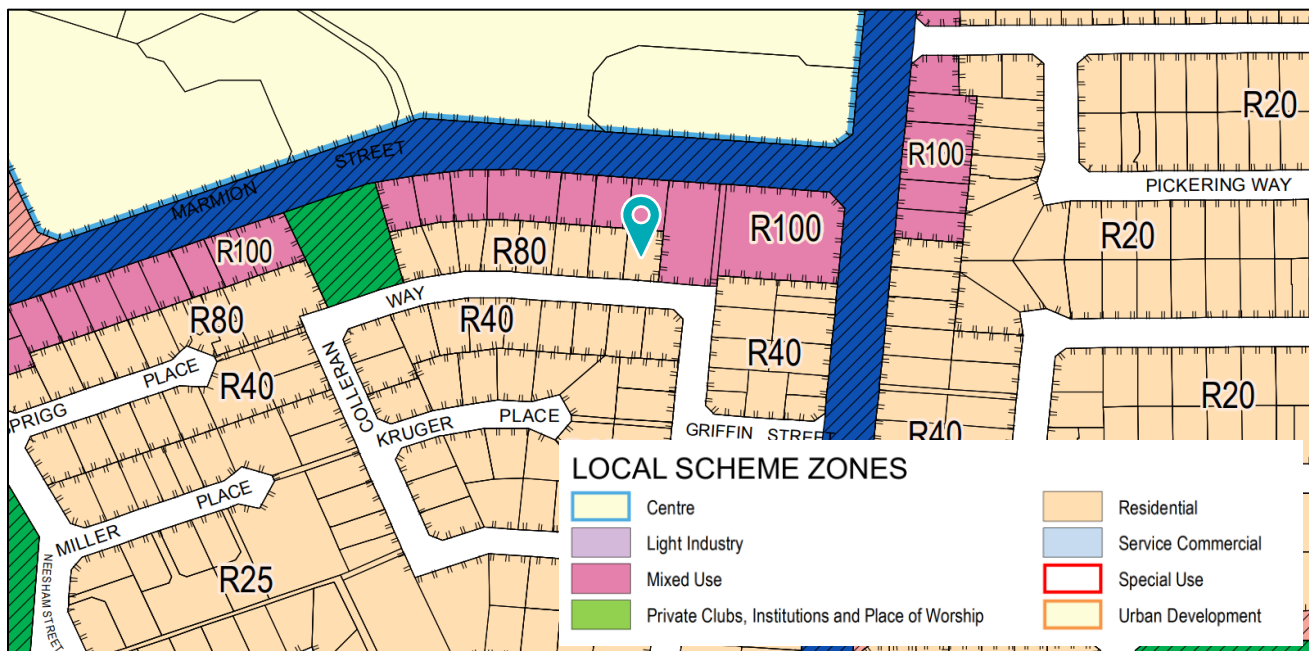 R20
MARMION STREET
R100
PICKERING WAY
R100
R20
R100
R80
R80
WAY
R40
R40
SPRIGG PLACE
R40
COLLERAN
R20
KRUGER PLACE
GRIFFIN STREET
R40
MILLER PLACE
R25
NEESHAM STREET
LOCAL SCHEME ZONES
Centre
Light Industry
Mixed Use
Private Clubs, Institutions and Place of Worship
Residential
Service Commercial
Special Use
Urban Development